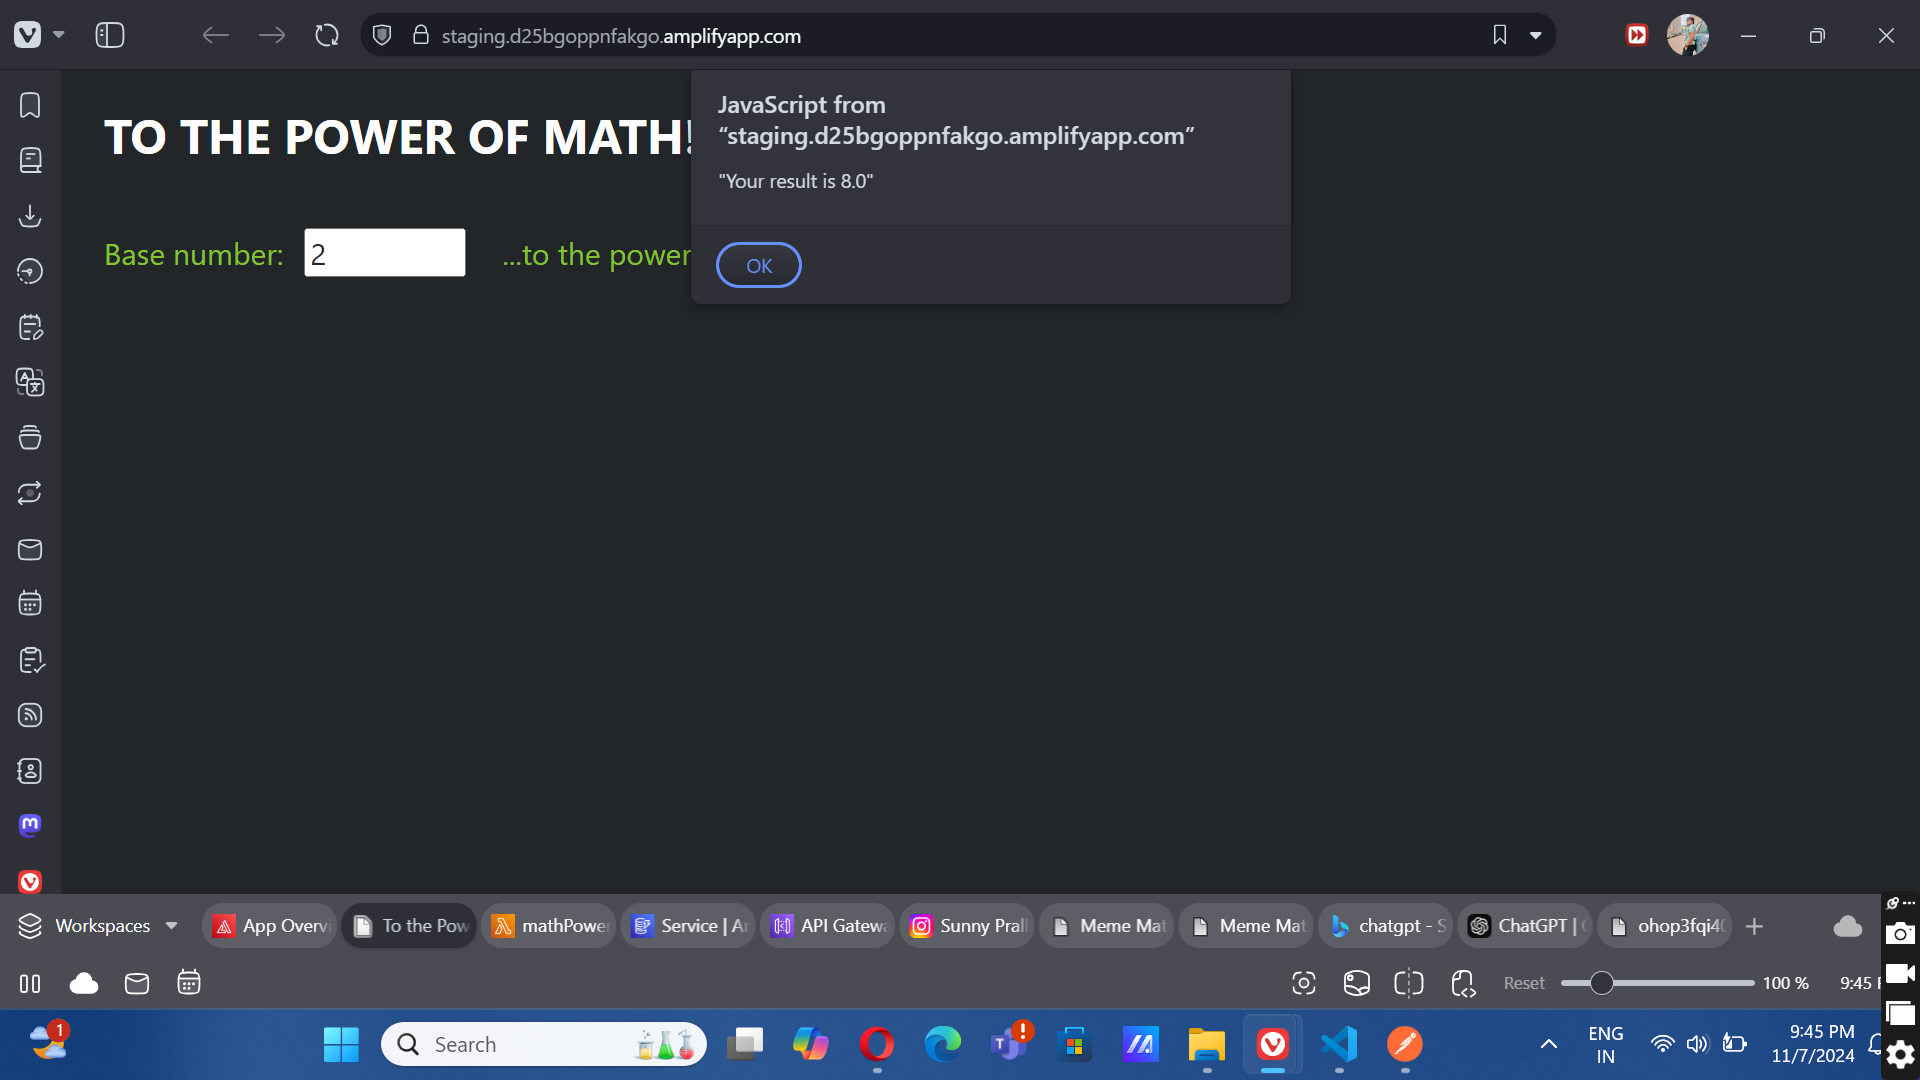 staging.d25bgoppnfakgo.amplifyapp.com
JavaScript from
“staging.d25bgoppnfakgo.amplifyapp.com”
"Your result is 8.0"
OK
TO THE POWER OF MATH!
Base number: 2 ...to the power
Workspaces
App Overvi
To the Pow
mathPower
Service | A
API Gatewa
Sunny Prall
Meme Mat
Meme Mat
chatgpt - S
ChatGPT |
ohop3fqi4
Reset 100 % 9:45
1
Search
ENG
IN
9:45 PM
11/7/2024